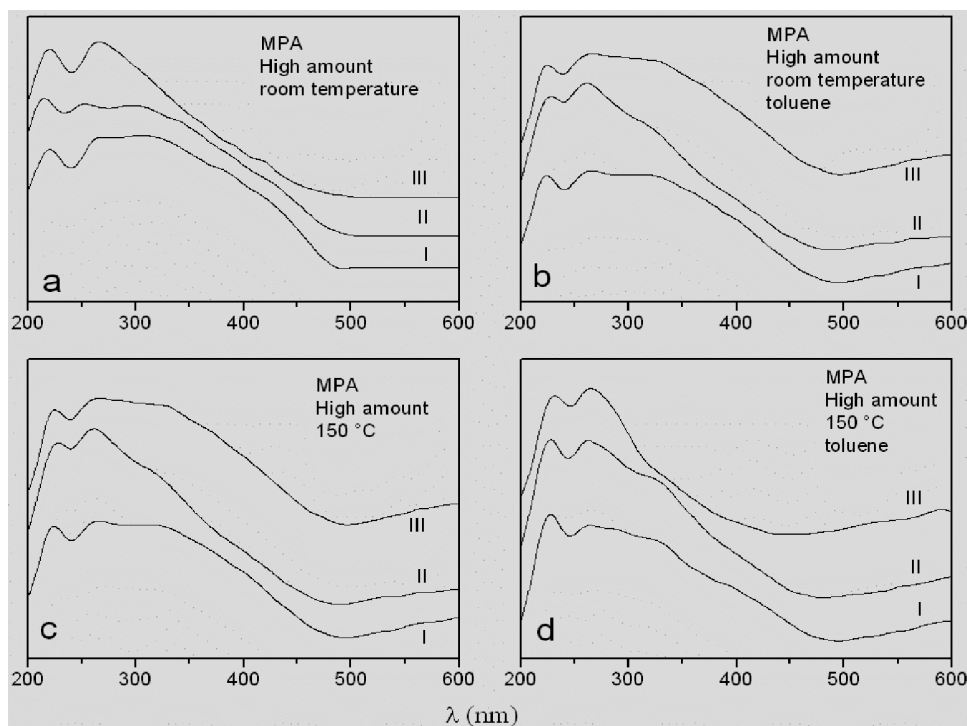 MPA
High amount
room temperature
III
II
I
a
200 300 400 500 600
MPA
High amount
room temperature
toluene
III
II
I
b
200 300 400 500 600
MPA
High amount
150 °C
III
II
I
c
200 300 400 500 600
MPA
High amount
150 °C
toluene
III
II
I
d
200 300 400 500 600
λ (nm)